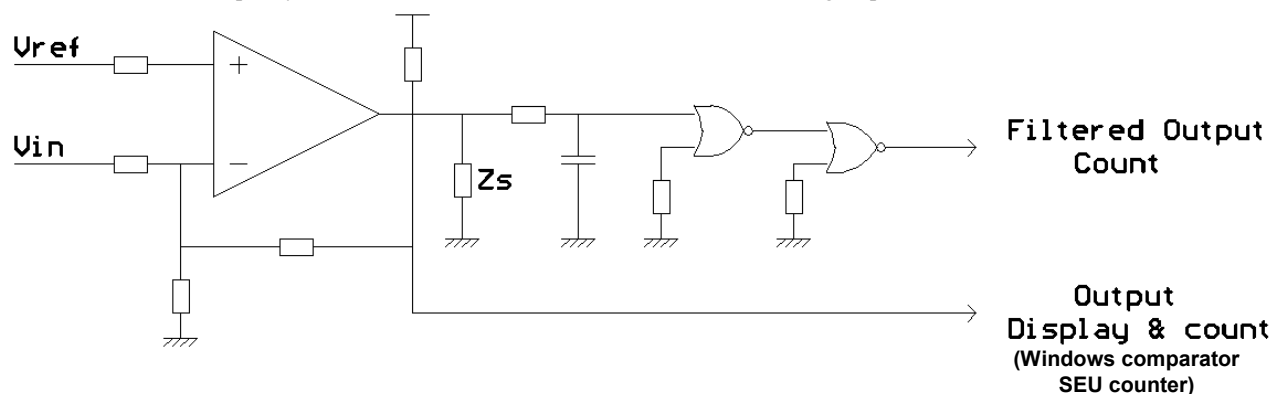 Vref
+
Vin
−
Zs
Filtered Output
Count
Output
Display & count
(Windows comparator
SEU counter)